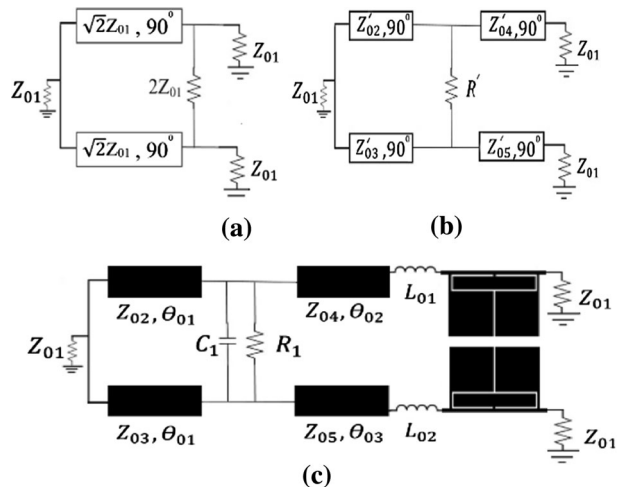 √2Z₀₁ , 90°
Z₀₁
Z₀₁
2Z₀₁
√2Z₀₁ , 90°
Z₀₁
(a)
Z′₀₂,90°
Z′₀₄,90°
Z₀₁
Z₀₁
R′
Z′₀₃,90°
Z′₀₅,90°
Z₀₁
(b)
Z₀₂, Θ₀₁
Z₀₄, Θ₀₂
L₀₁
Z₀₁
Z₀₁
C₁
R₁
Z₀₃, Θ₀₁
Z₀₅, Θ₀₃
L₀₂
Z₀₁
(c)